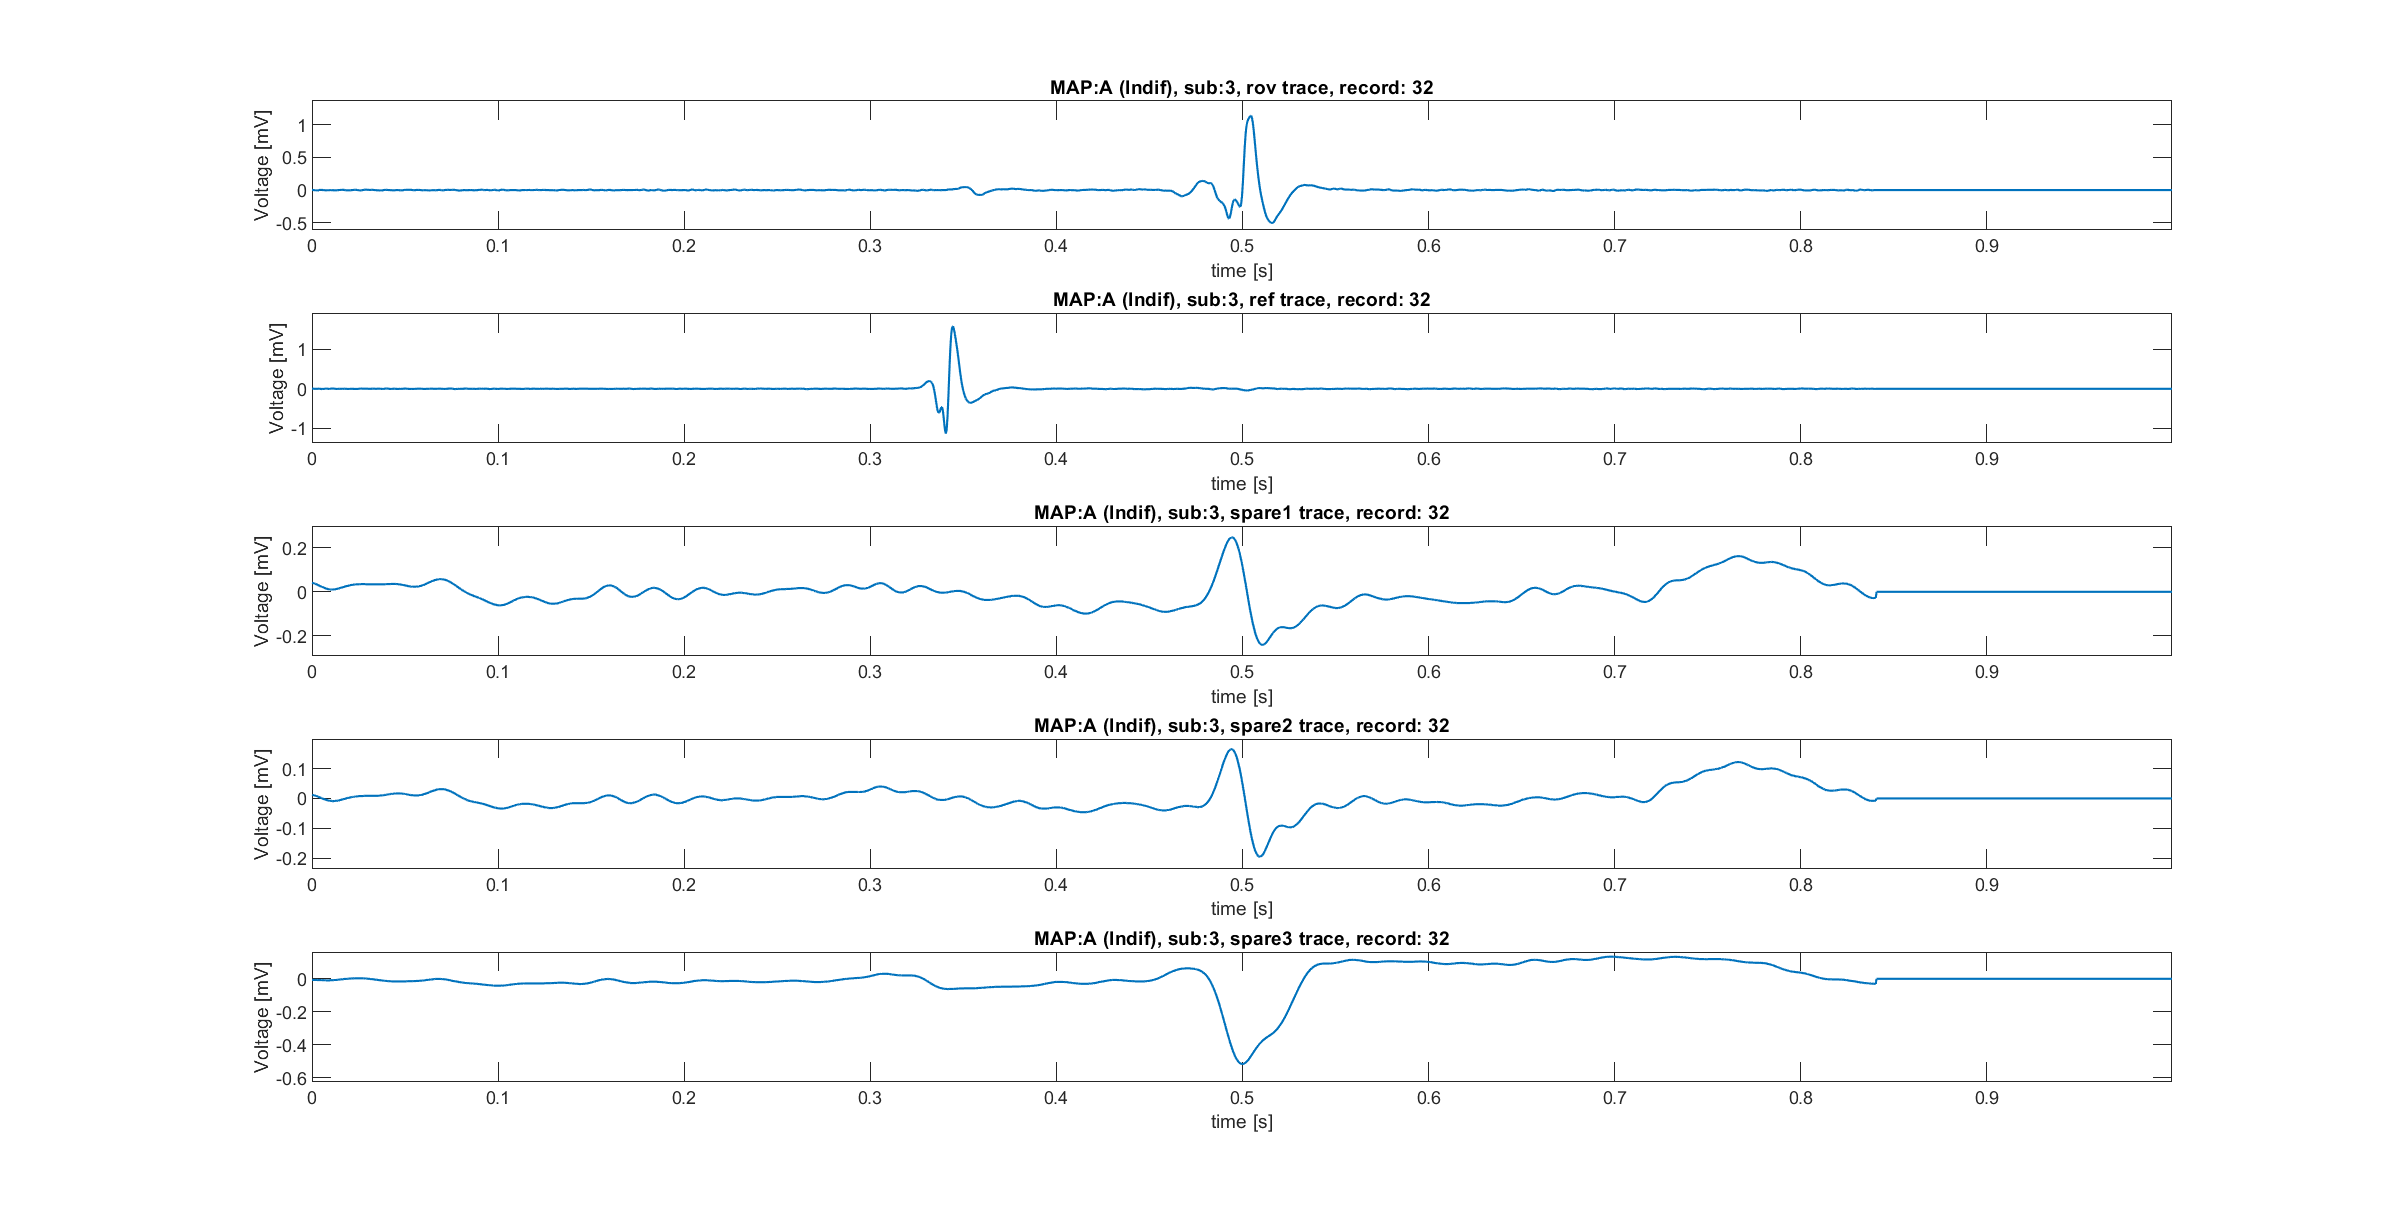 MAP:A (Indif), sub:3, rov trace, record: 32
Voltage [mV]
1
0.5
0
-0.5
0 0.1 0.2 0.3 0.4 0.5 0.6 0.7 0.8 0.9
time [s]
MAP:A (Indif), sub:3, ref trace, record: 32
Voltage [mV]
1
0
-1
0 0.1 0.2 0.3 0.4 0.5 0.6 0.7 0.8 0.9
time [s]
MAP:A (Indif), sub:3, spare1 trace, record: 32
Voltage [mV]
0.2
0
-0.2
0 0.1 0.2 0.3 0.4 0.5 0.6 0.7 0.8 0.9
time [s]
MAP:A (Indif), sub:3, spare2 trace, record: 32
Voltage [mV]
0.1
0
-0.1
-0.2
0 0.1 0.2 0.3 0.4 0.5 0.6 0.7 0.8 0.9
time [s]
MAP:A (Indif), sub:3, spare3 trace, record: 32
Voltage [mV]
0
-0.2
-0.4
-0.6
0 0.1 0.2 0.3 0.4 0.5 0.6 0.7 0.8 0.9
time [s]